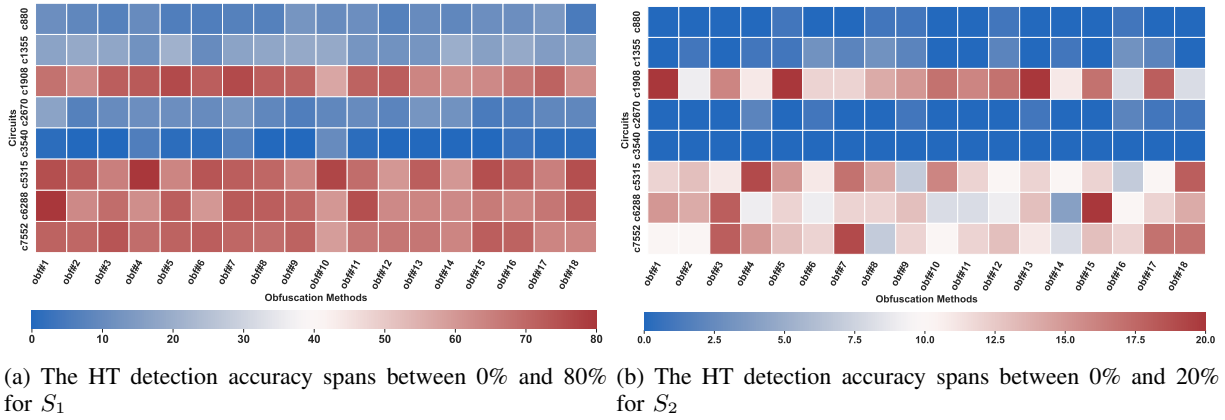 Circuits
c880
c1355
c1908
c2670
c3540
c5315
c6288
c7552
obf#1 obf#2 obf#3 obf#4 obf#5 obf#6 obf#7 obf#8 obf#9 obf#10 obf#11 obf#12 obf#13 obf#14 obf#15 obf#16 obf#17 obf#18
Obfuscation Methods
0 10 20 30 40 50 60 70 80
(a) The HT detection accuracy spans between 0% and 80%
for S1
Circuits
c880
c1355
c1908
c2670
c3540
c5315
c6288
c7552
obf#1 obf#2 obf#3 obf#4 obf#5 obf#6 obf#7 obf#8 obf#9 obf#10 obf#11 obf#12 obf#13 obf#14 obf#15 obf#16 obf#17 obf#18
Obfuscation Methods
0.0 2.5 5.0 7.5 10.0 12.5 15.0 17.5 20.0
(b) The HT detection accuracy spans between 0% and 20%
for S2